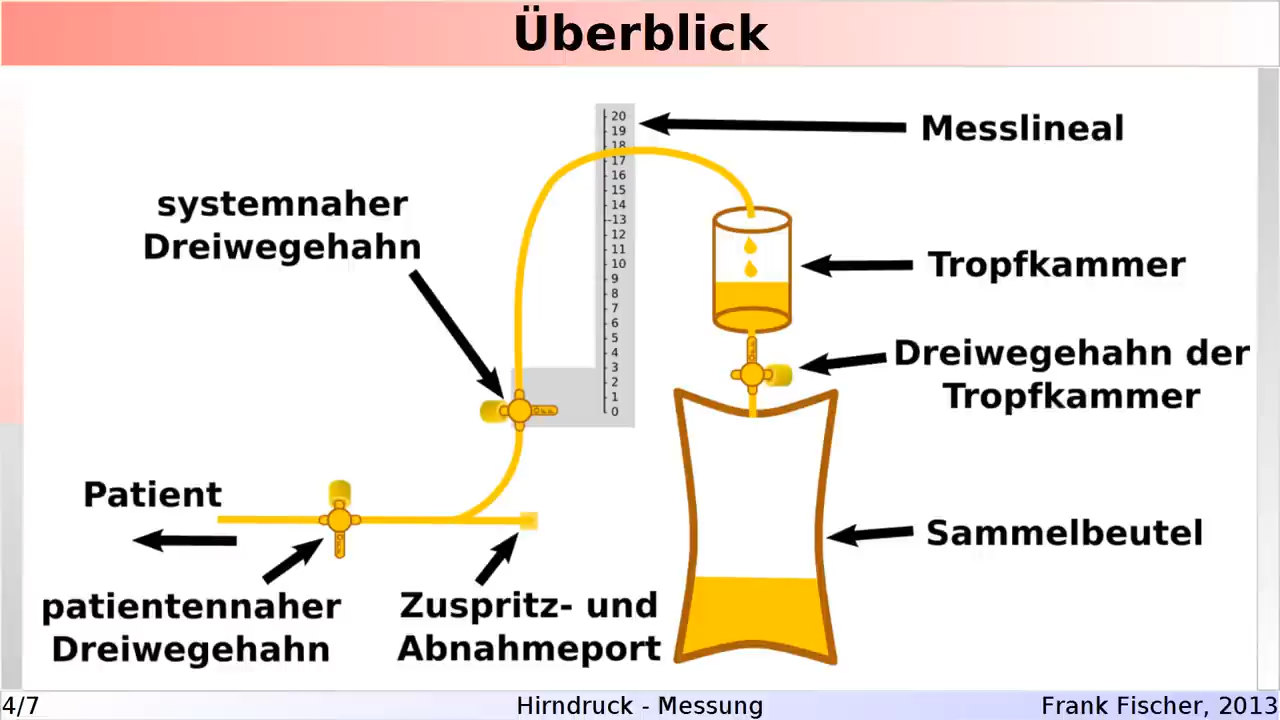 Überblick
Messlineal
20
19
18
17
16
15
14
13
12
11
10
9
8
7
6
5
4
3
2
1
0
systemnaher
Dreiwegehahn
Tropfkammer
Dreiwegehahn der
Tropfkammer
Patient
Sammelbeutel
patientennaher
Dreiwegehahn
Zuspritz- und
Abnahmeport
4/7
Hirndruck - Messung
Frank Fischer, 2013